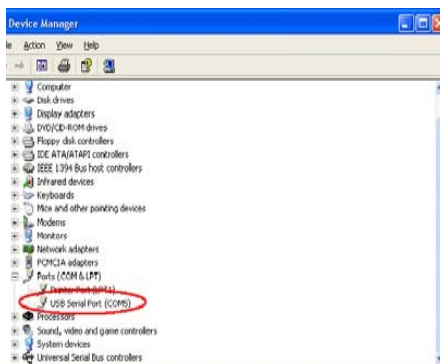 Device Manager
le Action View Help
Computer
Disk drives
Display adapters
DVD/CD-ROM drives
Floppy disk controllers
IDE ATA/ATAPI controllers
IEEE 1394 Bus host controllers
Infrared devices
Keyboards
Mice and other pointing devices
Modems
Monitors
Network adapters
PCMCIA adapters
Ports (COM & LPT)
Printer Port (LPT1)
USB Serial Port (COM5)
Processors
Sound, video and game controllers
System devices
Universal Serial Bus controllers